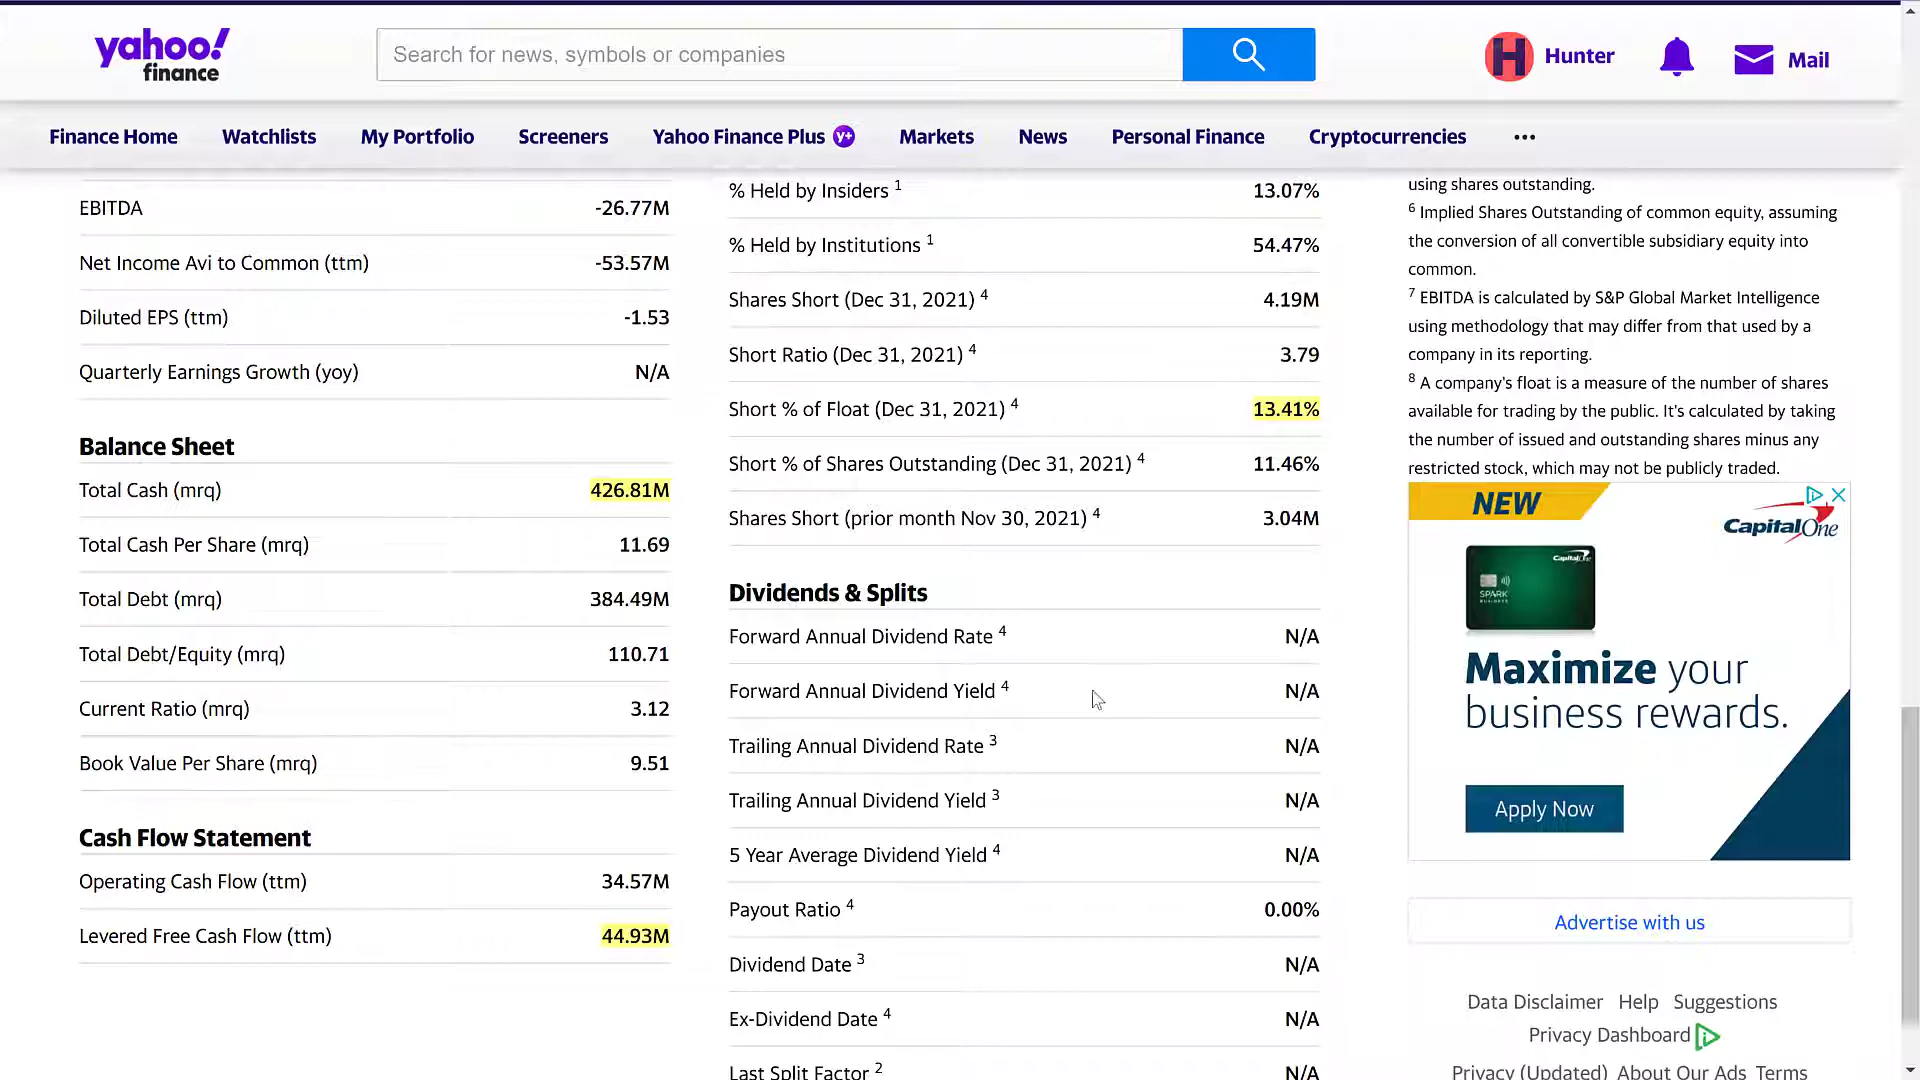 yahoo!
finance
Search for news, symbols or companies
Hunter
Mail
Finance Home
Watchlists
My Portfolio
Screeners
Yahoo Finance Plus y+
Markets
News
Personal Finance
Cryptocurrencies
...
EBITDA -26.77M
Net Income Avi to Common (ttm) -53.57M
Diluted EPS (ttm) -1.53
Quarterly Earnings Growth (yoy) N/A
Balance Sheet
Total Cash (mrq) 426.81M
Total Cash Per Share (mrq) 11.69
Total Debt (mrq) 384.49M
Total Debt/Equity (mrq) 110.71
Current Ratio (mrq) 3.12
Book Value Per Share (mrq) 9.51
Cash Flow Statement
Operating Cash Flow (ttm) 34.57M
Levered Free Cash Flow (ttm) 44.93M
% Held by Insiders 1 13.07%
% Held by Institutions 1 54.47%
Shares Short (Dec 31, 2021) 4 4.19M
Short Ratio (Dec 31, 2021) 4 3.79
Short % of Float (Dec 31, 2021) 4 13.41%
Short % of Shares Outstanding (Dec 31, 2021) 4 11.46%
Shares Short (prior month Nov 30, 2021) 4 3.04M
Dividends & Splits
Forward Annual Dividend Rate 4 N/A
Forward Annual Dividend Yield 4 N/A
Trailing Annual Dividend Rate 3 N/A
Trailing Annual Dividend Yield 3 N/A
5 Year Average Dividend Yield 4 N/A
Payout Ratio 4 0.00%
Dividend Date 3 N/A
Ex-Dividend Date 4 N/A
Last Split Factor 2 N/A
using shares outstanding.
6 Implied Shares Outstanding of common equity, assuming
the conversion of all convertible subsidiary equity into
common.
7 EBITDA is calculated by S&P Global Market Intelligence
using methodology that may differ from that used by a
company in its reporting.
8 A company's float is a measure of the number of shares
available for trading by the public. It's calculated by taking
the number of issued and outstanding shares minus any
restricted stock, which may not be publicly traded.
NEW
Capital One
Capital One
SPARK
BUSINESS
Maximize your
business rewards.
Apply Now
Advertise with us
Data Disclaimer Help Suggestions
Privacy Dashboard
Privacy (Updated) About Our Ads Terms